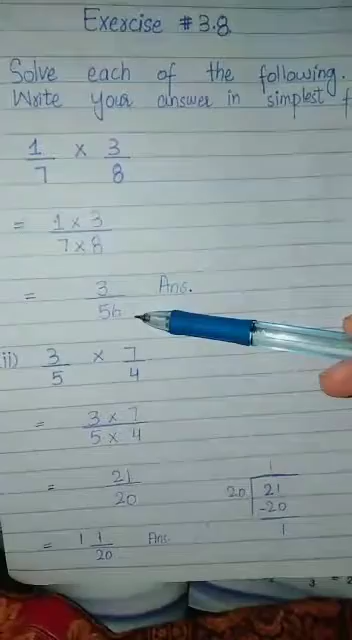 Exercise # 3.8
Solve each of the following.
Write your answer in simplest f
1/7 × 3/8
= 1 × 3 / 7 × 8
= 3/56 Ans.
ii) 3/5 × 7/4
= 3 × 7 / 5 × 4
= 21/20
= 1 1/20 Ans.
1
20 21
-20
1